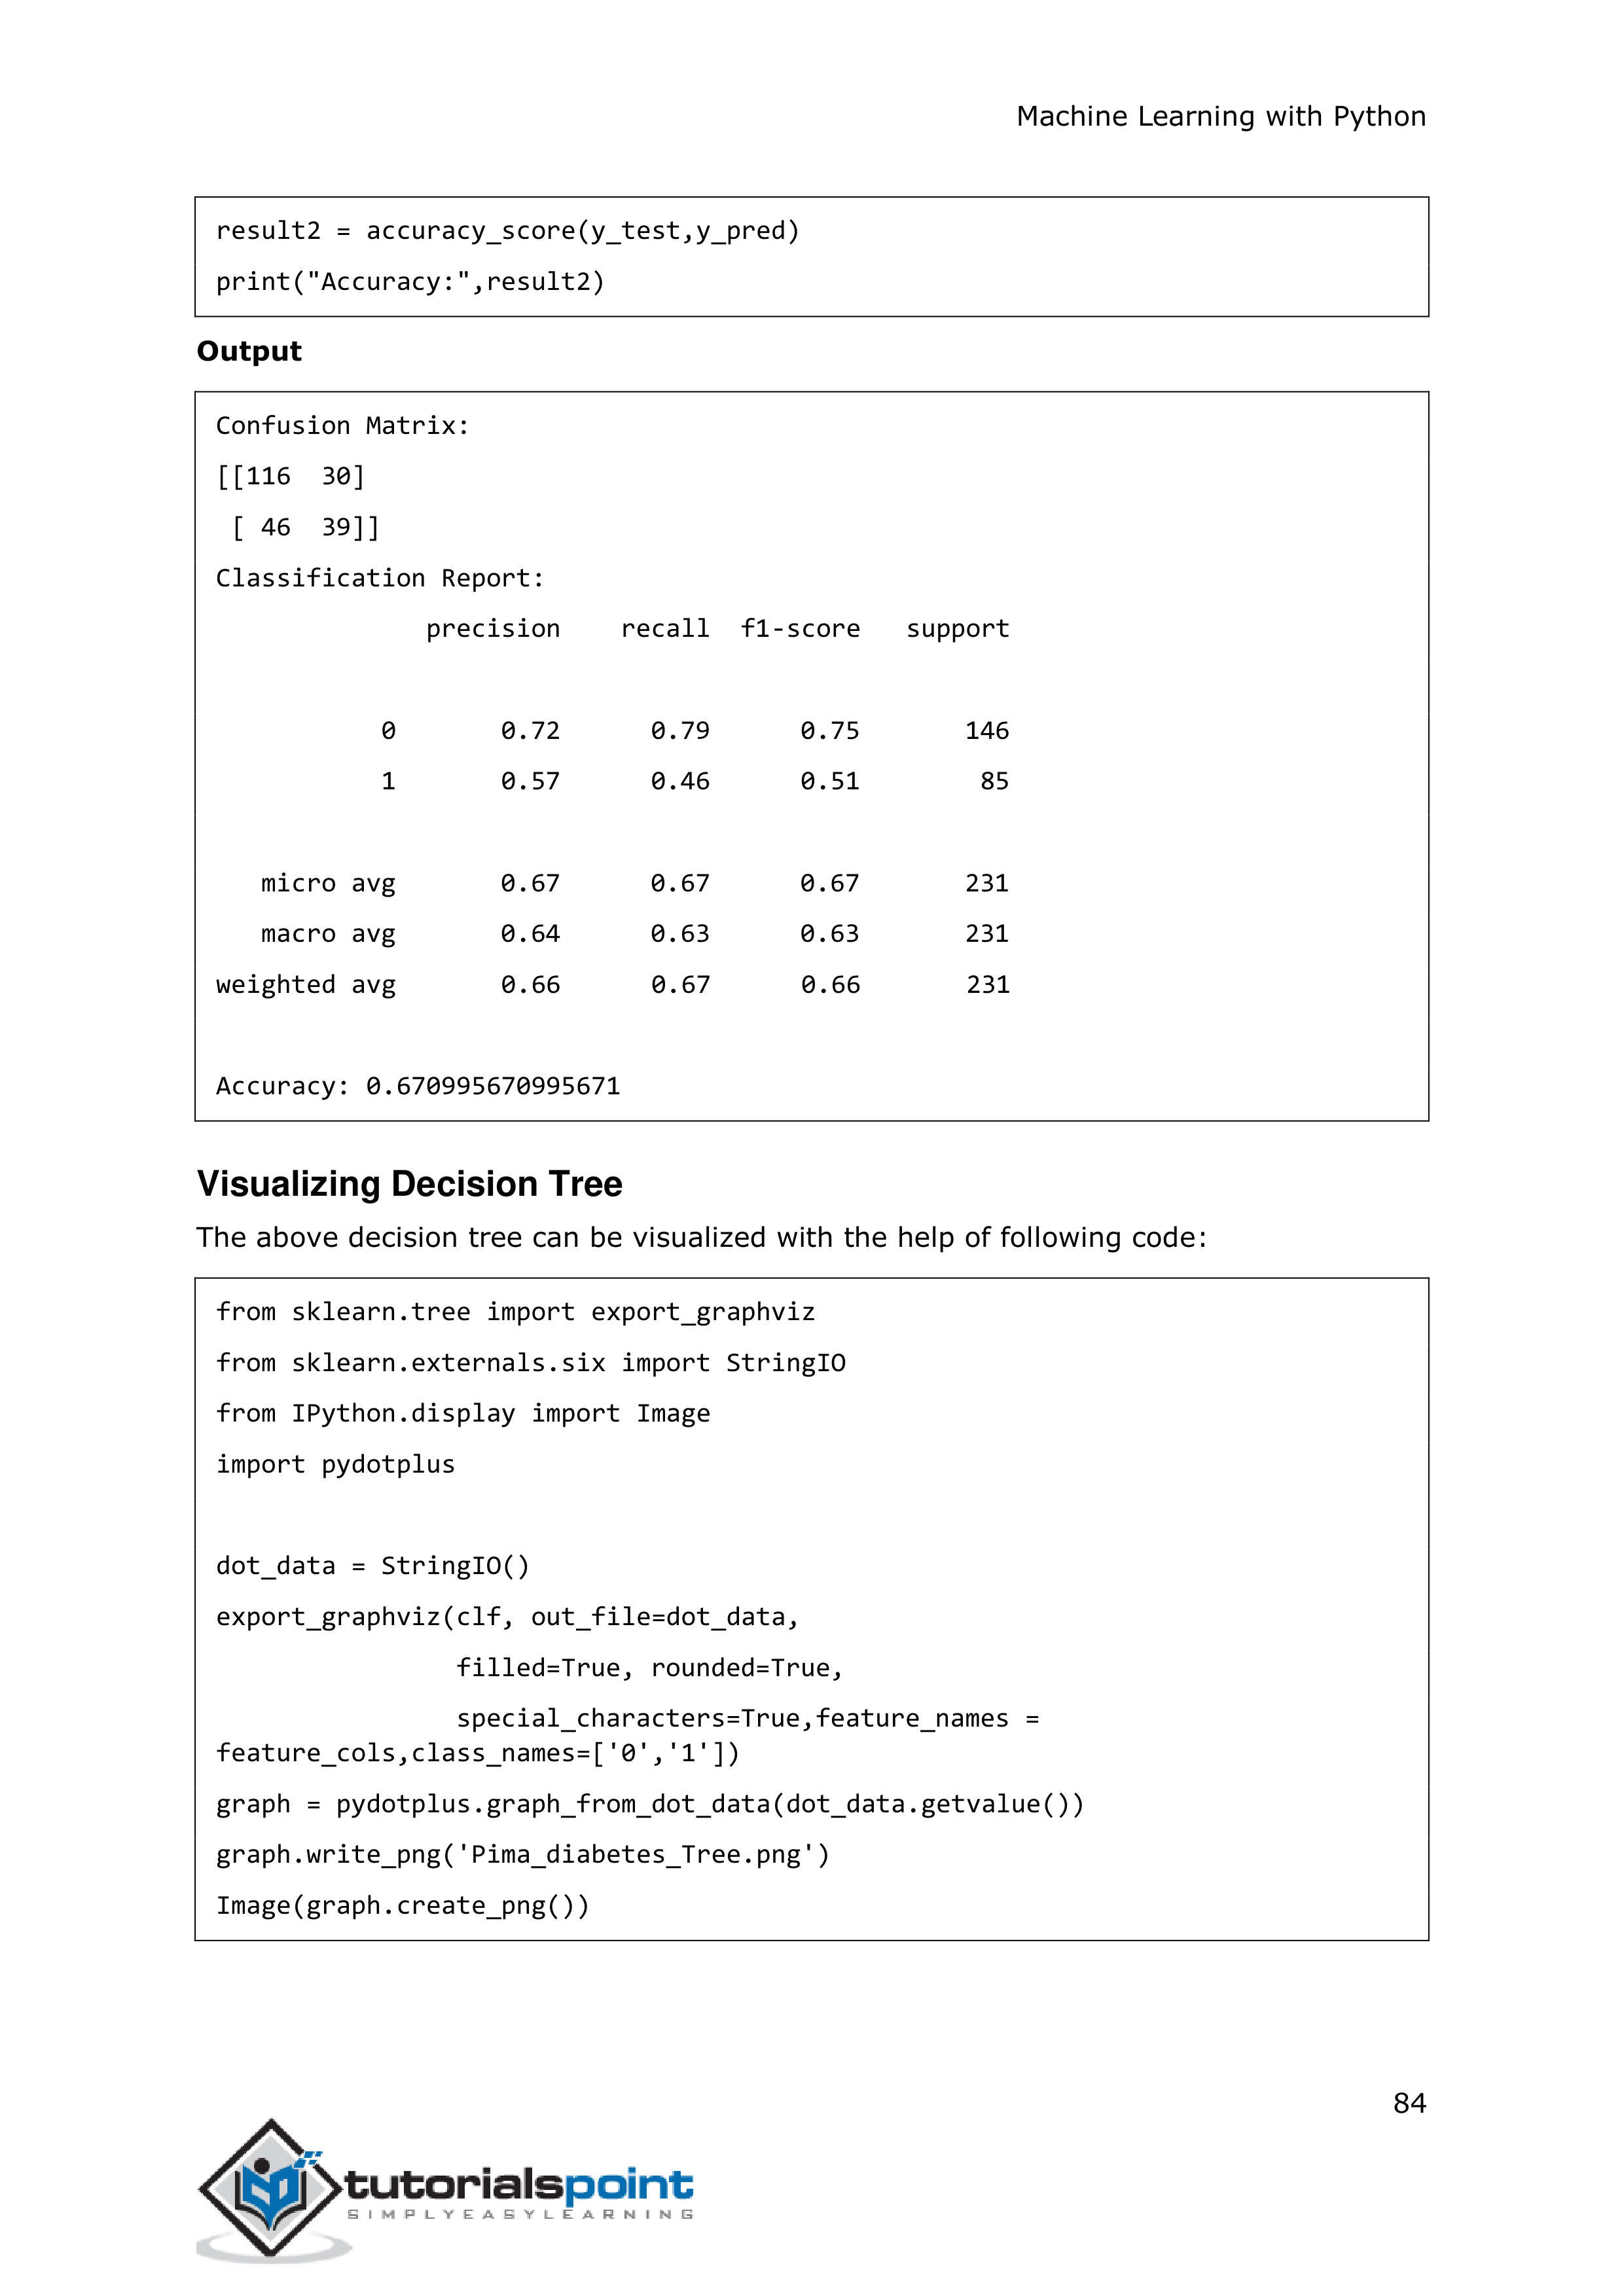 Machine Learning with Python
result2 = accuracy_score(y_test,y_pred)
print("Accuracy:",result2)
Output
Confusion Matrix:
[[116  30]
 [ 46  39]]
Classification Report:
              precision    recall  f1-score   support
           0       0.72      0.79      0.75       146
           1       0.57      0.46      0.51        85
   micro avg       0.67      0.67      0.67       231
   macro avg       0.64      0.63      0.63       231
weighted avg       0.66      0.67      0.66       231
Accuracy: 0.670995670995671
Visualizing Decision Tree
The above decision tree can be visualized with the help of following code:
from sklearn.tree import export_graphviz
from sklearn.externals.six import StringIO
from IPython.display import Image
import pydotplus
dot_data = StringIO()
export_graphviz(clf, out_file=dot_data,
                filled=True, rounded=True,
                special_characters=True,feature_names =
feature_cols,class_names=['0','1'])
graph = pydotplus.graph_from_dot_data(dot_data.getvalue())
graph.write_png('Pima_diabetes_Tree.png')
Image(graph.create_png())
84
tutorialspoint
SIMPLYEASYLEARNING